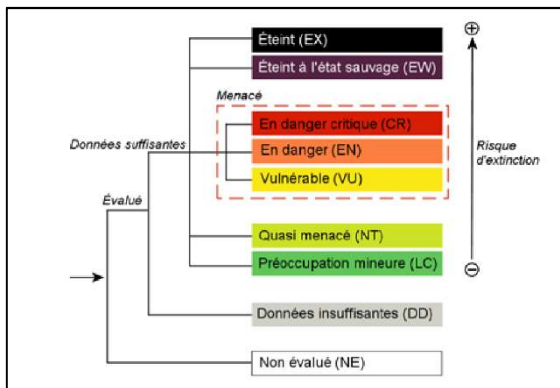 Éteint (EX)
Éteint à l'état sauvage (EW)
Menacé
En danger critique (CR)
Données suffisantes
En danger (EN)
Risque
d'extinction
Vulnérable (VU)
Évalué
Quasi menacé (NT)
Préoccupation mineure (LC)
Données insuffisantes (DD)
Non évalué (NE)